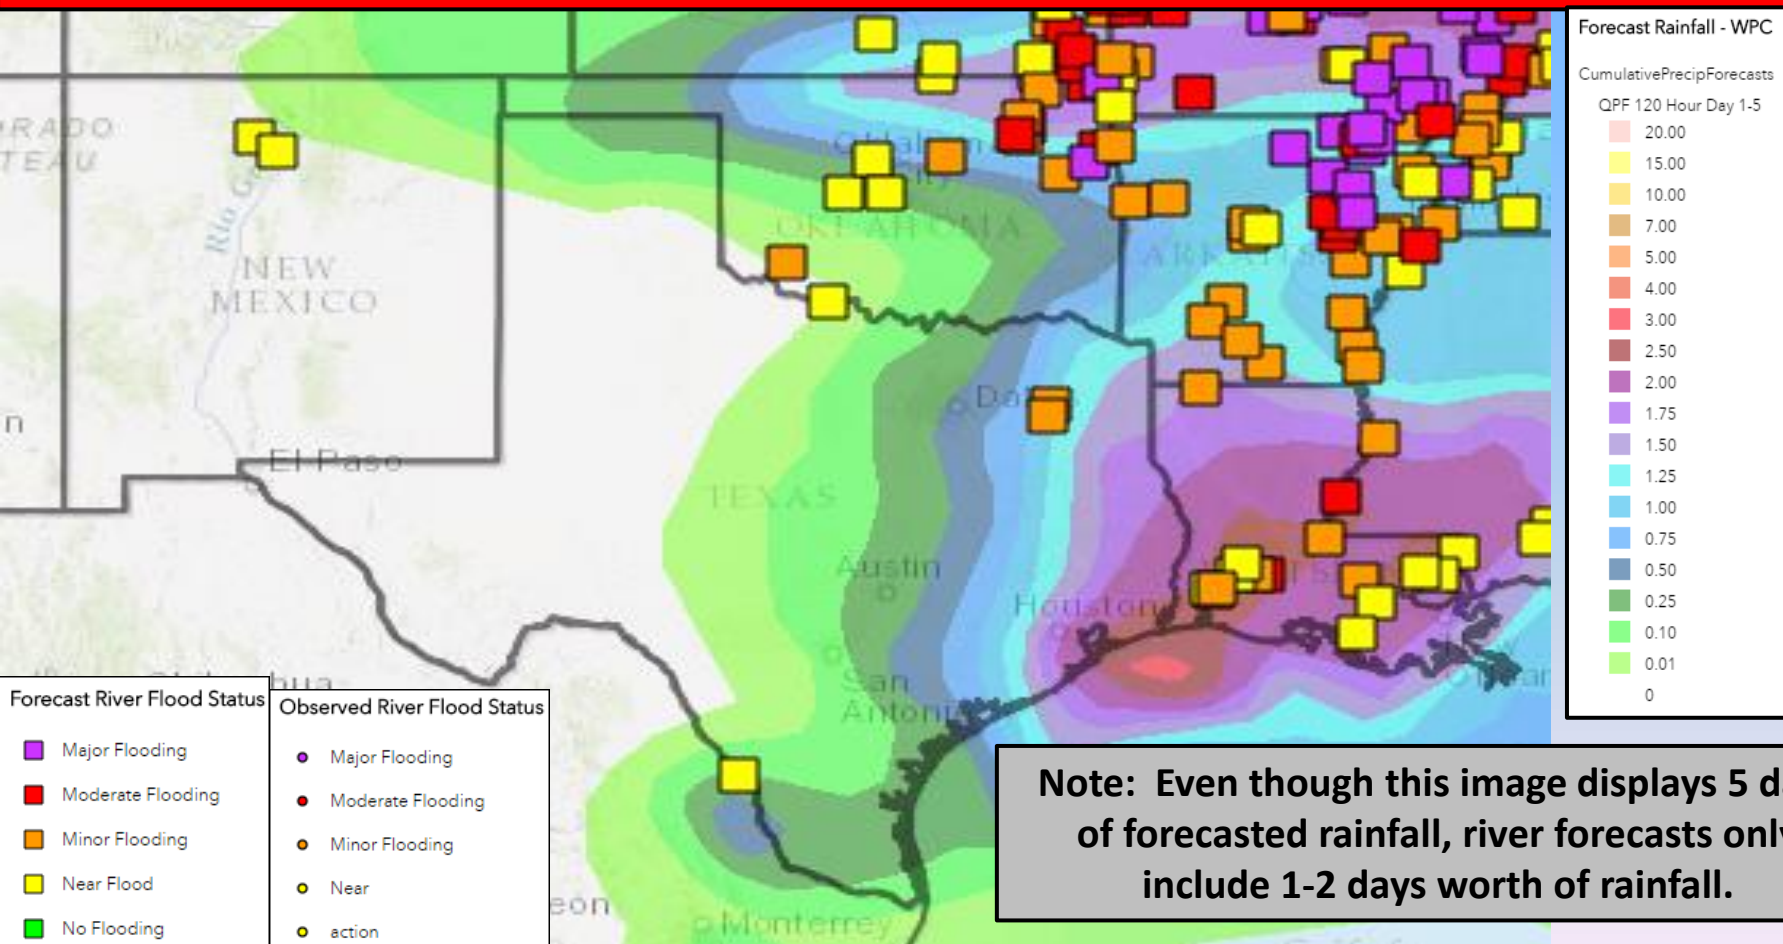 Forecast Rainfall - WPC
CumulativePrecipForecasts
QPF 120 Hour Day 1-5
20.00
15.00
10.00
7.00
5.00
4.00
3.00
2.50
2.00
1.75
1.50
1.25
1.00
0.75
0.50
0.25
0.10
0.01
0
NEW
MEXICO
OKLAHOMA
El Paso
TEXAS
Austin
Houston
San
Antoni
Monterrey
Forecast River Flood Status
Major Flooding
Moderate Flooding
Minor Flooding
Near Flood
No Flooding
Observed River Flood Status
Major Flooding
Moderate Flooding
Minor Flooding
Near
action
Note: Even though this image displays 5 da
of forecasted rainfall, river forecasts only
include 1-2 days worth of rainfall.